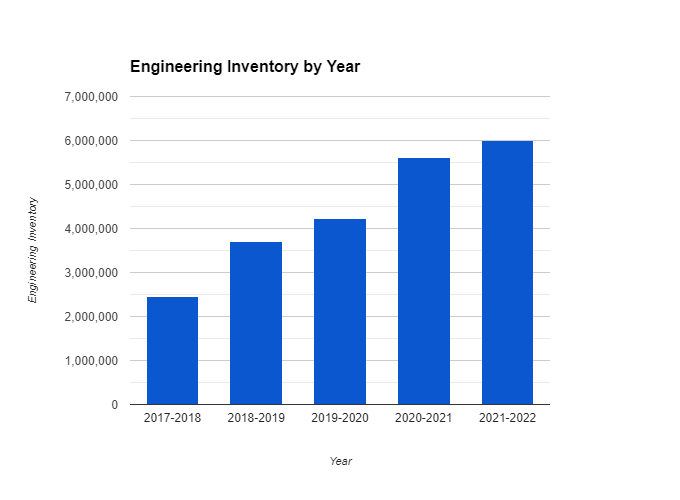 Engineering Inventory by Year
7,000,000
6,000,000
5,000,000
4,000,000
3,000,000
2,000,000
1,000,000
0
Engineering Inventory
2017-2018 2018-2019 2019-2020 2020-2021 2021-2022
Year